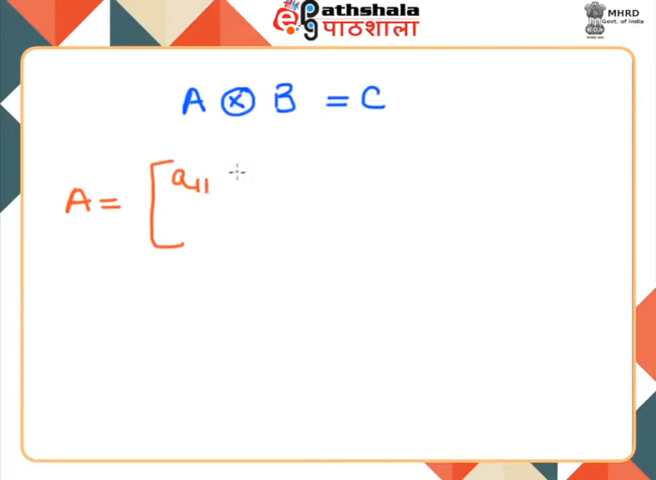 ePathshala
पाठशाला
MHRD
Govt. of India
A ⊗ B = C
A = [a₁₁